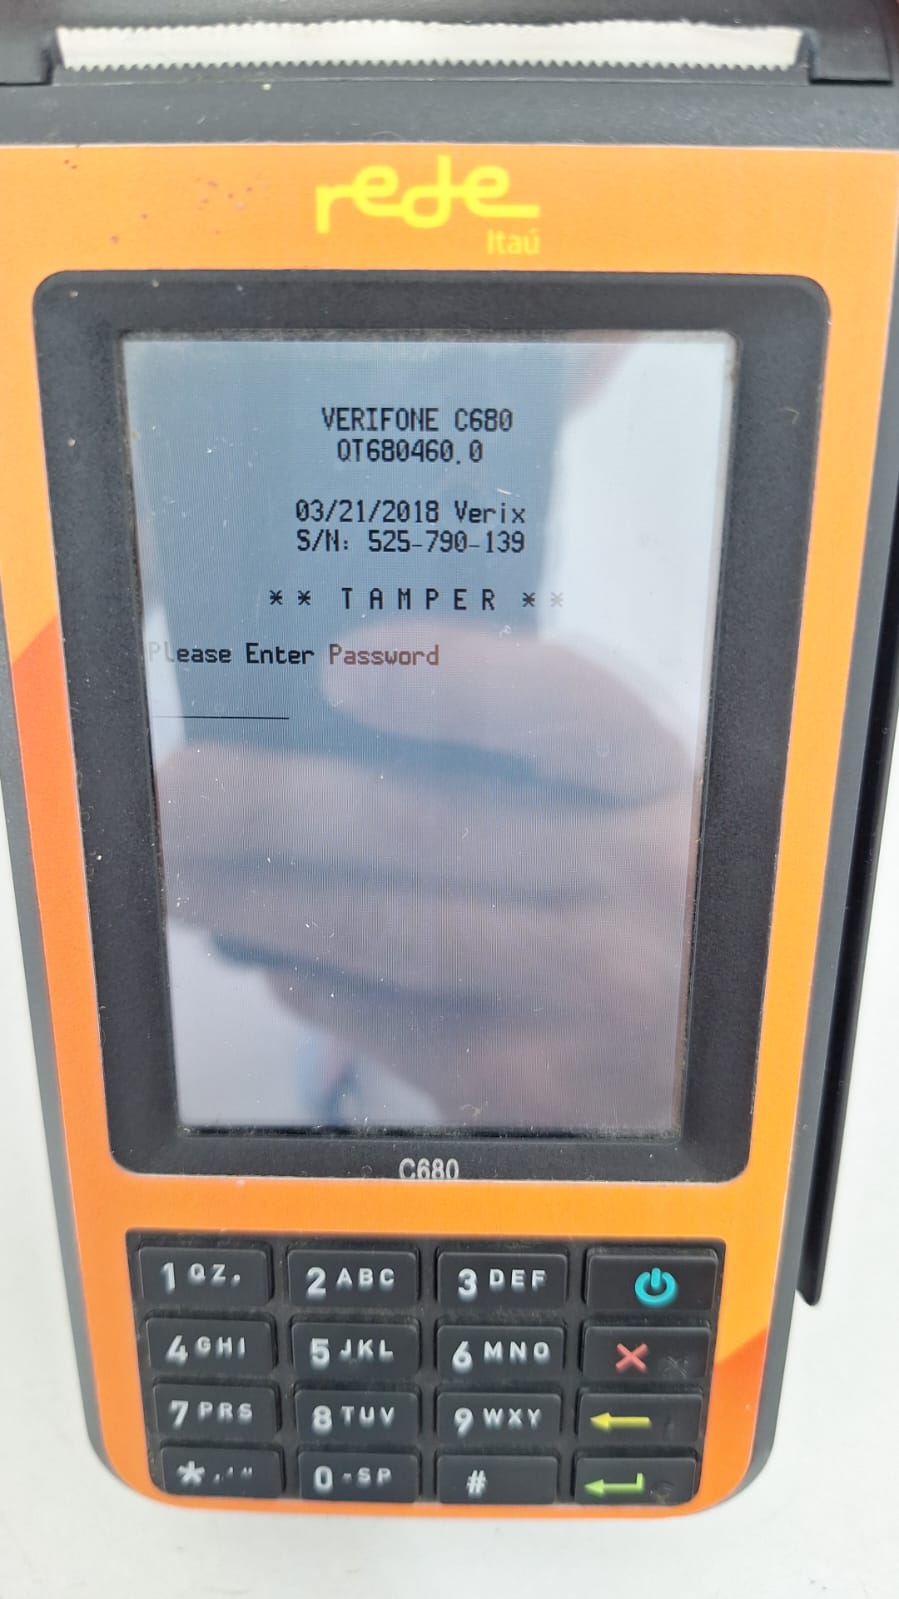 rede
Itaú
VERIFONE C680
QT680460.0
03/21/2018 Verix
S/N: 525-790-139
** TAMPER **
Please Enter Password
C680
1 QZ. 2 ABC 3 DEF
4 GHI 5 JKL 6 MNO
7 PRS 8 TUV 9 WXY
* ,'" 0 -SP #